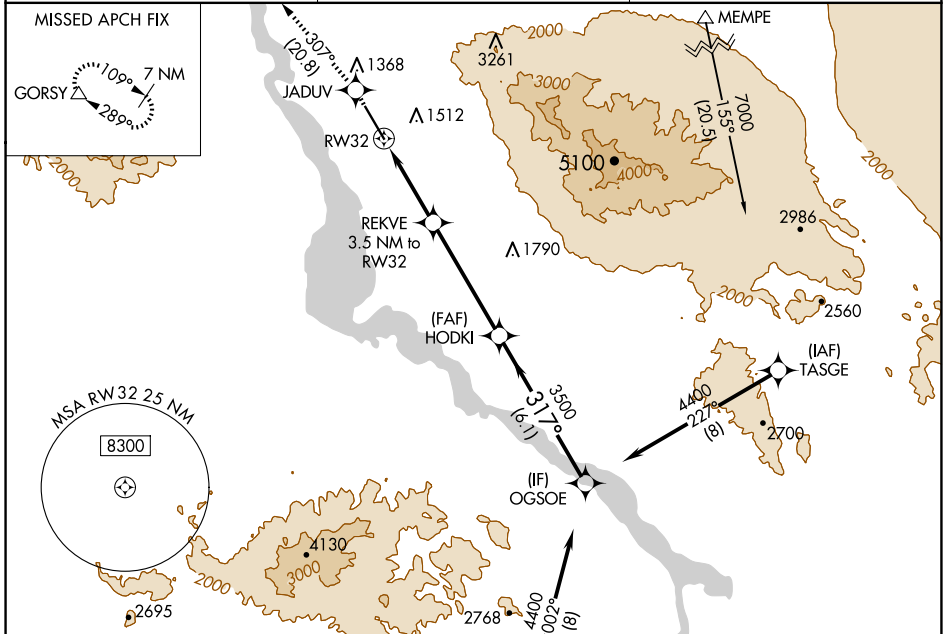 MISSED APCH FIX
109°
7 NM
GORSY
289°
2000
307°
(20.8)
1368
JADUV
1512
RW32
3261
2000
3000
5100
4000
MEMPE
7000
155°
(20.5)
2000
2986
REKVE
3.5 NM to
RW32
1790
2000
2560
(FAF)
HODKI
(IAF)
TASGE
3500
317°
(6.1)
4400
227°
(8)
2700
MSA RW32 25 NM
8300
(IF)
OGSOE
4130
3000
2000
2695
2768
4400
002°
(8)